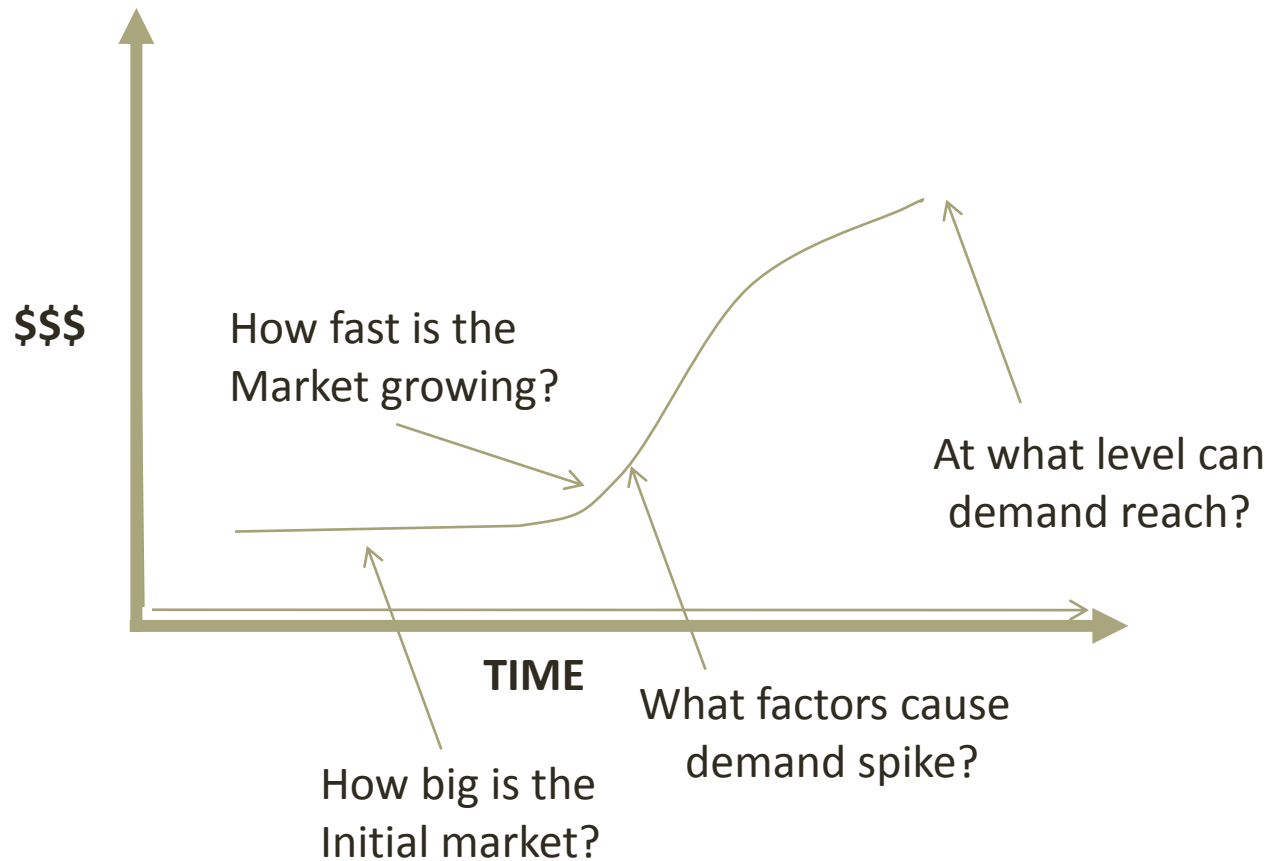 $$$
How fast is the
Market growing?
At what level can
demand reach?
TIME
What factors cause
demand spike?
How big is the
Initial market?